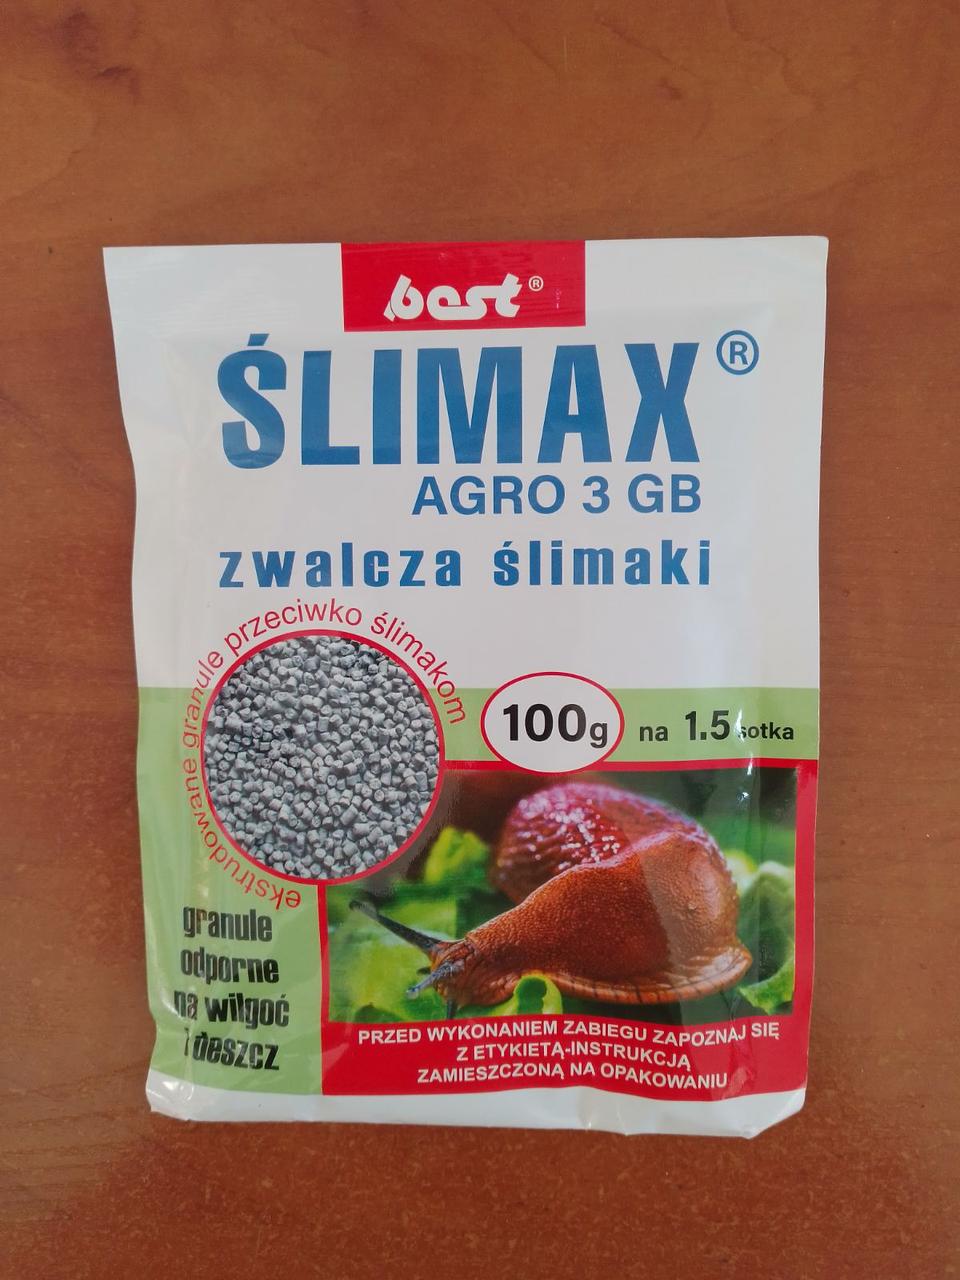 best®
ŚLIMAX®
AGRO 3 GB
zwalcza ślimaki
ekstrudowane granule przeciwko ślimakom
100g na 1.5 sotka
granule
odporne
na wilgoć
i deszcz
PRZED WYKONANIEM ZABIEGU ZAPOZNAJ SIĘ
Z ETYKIETĄ-INSTRUKCJĄ
ZAMIESZCZONĄ NA OPAKOWANIU